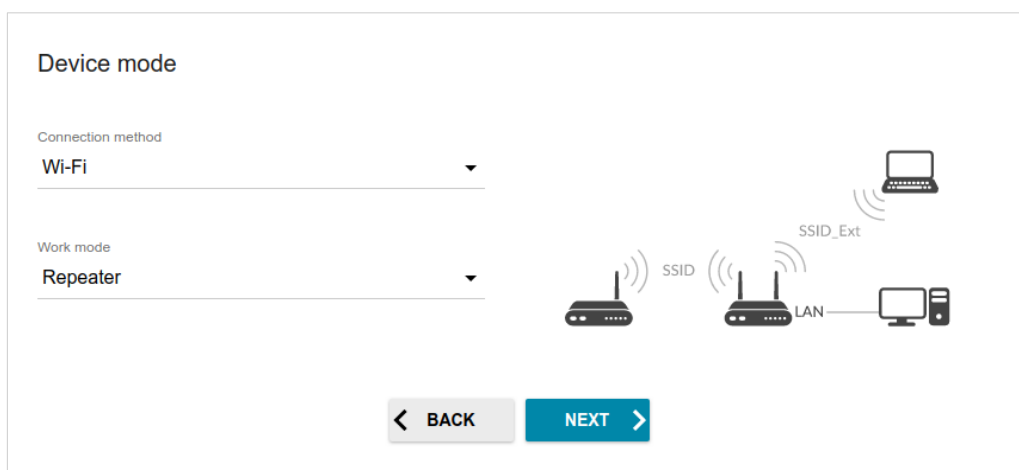 Device mode
Connection method
Wi-Fi
Work mode
Repeater
SSID_Ext
SSID
LAN
BACK
NEXT